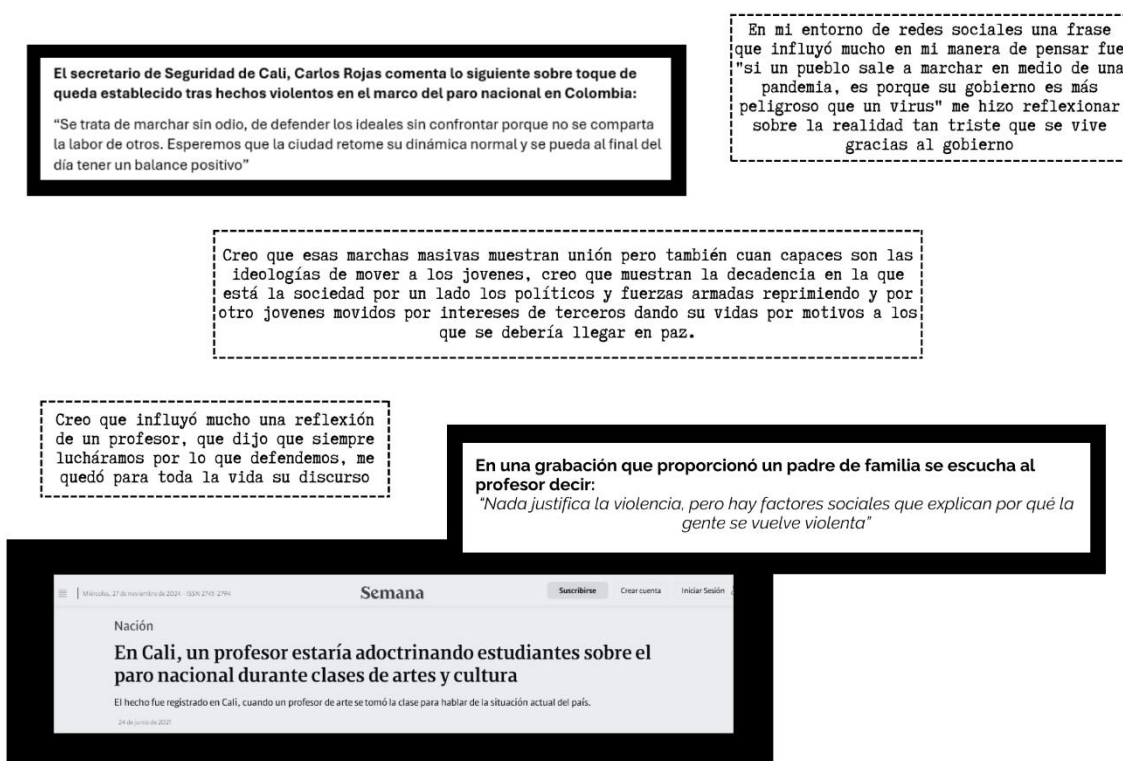 El secretario de Seguridad de Cali, Carlos Rojas comenta lo siguiente sobre toque de
queda establecido tras hechos violentos en el marco del paro nacional en Colombia:
“Se trata de marchar sin odio, de defender los ideales sin confrontar porque no se comparta
la labor de otros. Esperemos que la ciudad retome su dinámica normal y se pueda al final del
día tener un balance positivo”
En mi entorno de redes sociales una frase
que influyó mucho en mi manera de pensar fue
"si un pueblo sale a marchar en medio de una
pandemia, es porque su gobierno es más
peligroso que un virus" me hizo reflexionar
sobre la realidad tan triste que se vive
gracias al gobierno
Creo que esas marchas masivas muestran unión pero también cuan capaces son las
ideologías de mover a los jovenes, creo que muestran la decadencia en la que
está la sociedad por un lado los políticos y fuerzas armadas reprimiendo y por
otro jovenes movidos por intereses de terceros dando su vidas por motivos a los
que se debería llegar en paz.
Creo que influyó mucho una reflexión
de un profesor, que dijo que siempre
lucháramos por lo que defendemos, me
quedó para toda la vida su discurso
En una grabación que proporcionó un padre de familia se escucha al
profesor decir:
“Nada justifica la violencia, pero hay factores sociales que explican por qué la
gente se vuelve violenta”
Miércoles, 27 de noviembre de 2024 ISSN 2745-2794
Semana
Suscribirse Crear cuenta Iniciar Sesión
Nación
En Cali, un profesor estaría adoctrinando estudiantes sobre el
paro nacional durante clases de artes y cultura
El hecho fue registrado en Cali, cuando un profesor de arte se tomó la clase para hablar de la situación actual del país.
24 de junio de 2021